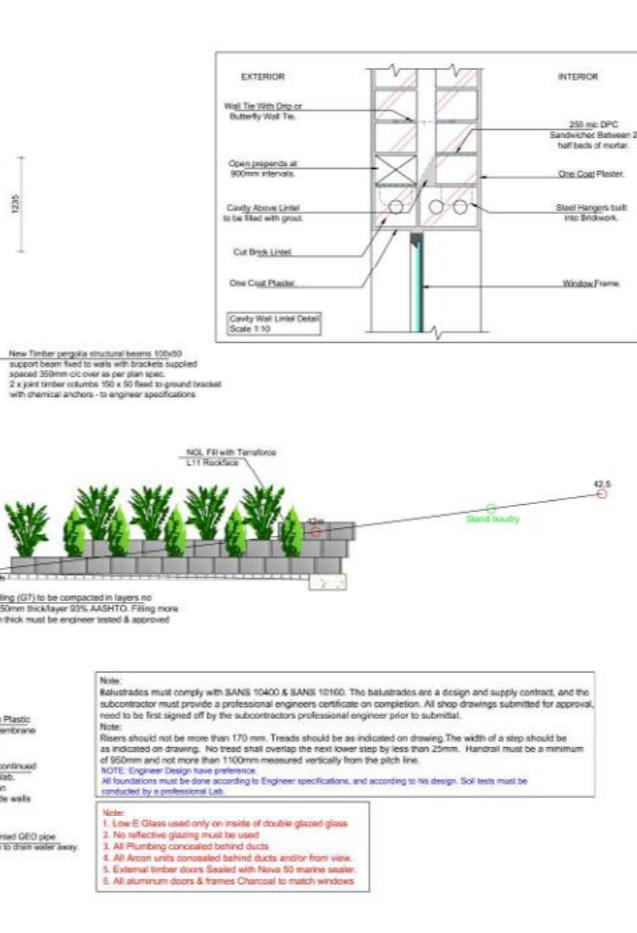 EXTERIOR
INTERIOR
Wall Tie With Drip or
Butterfly Wall Tie.
250 mic DPC
Sandwiched Between 2
half beds of mortar.
Open prepends at
900mm intervals.
One Coat Plaster.
Cavity Above Lintel
to be filled with grout.
Steel Hangers built
into Brickwork.
Cut Brick Lintel.
One Coat Plaster.
Window Frame.
Cavity Wall Lintel Detail
Scale 1:10
1235
New Timber pergolia structural beams 100x50
support beam fixed to walls with brackets supplied
spaced 350mm c/c over as per plan spec.
2 x joint timber columbs 150 x 50 fixed to ground bracket
with chemical anchors - to engineer specifications
NGL Fill with Terraforce
L11 Rockface
42.5
Stand boudry
42m
ling (G7) to be compacted in layers no
50mm thick/layer 93% AASHTO. Filling more
thick must be engineer tested & approved
Note:
Balustrades must comply with SANS 10400 & SANS 10160. The balustrades are a design and supply contract, and the
subcontractor must provide a professional engineers certificate on completion. All shop drawings submitted for approval,
need to be first signed off by the subcontractors professional engineer prior to submittal.
Note:
Risers should not be more than 170 mm. Treads should be as indicated on drawing.The width of a step should be
as indicated on drawing. No tread shall overlap the next lower step by less than 25mm. Handrail must be a minimum
of 950mm and not more than 1100mm measured vertically from the pitch line.
NOTE: Engineer Design have preference.
All foundations must be done according to Engineer specifications, and according to his design. Soil tests must be
conducted by a professional Lab.
Plastic
embrane
continued
lab.
n
de walls
nted GEO pipe
to drain water away.
Note:
1. Low E Glass used only on inside of double glazed glass
2. No reflective glazing must be used
3. All Plumbing concealed behind ducts
4. All Arcon units concealed behind ducts and/or from view.
5. External timber doors Sealed with Nova 50 marine sealer.
6. All aluminum doors & frames Charcoal to match windows